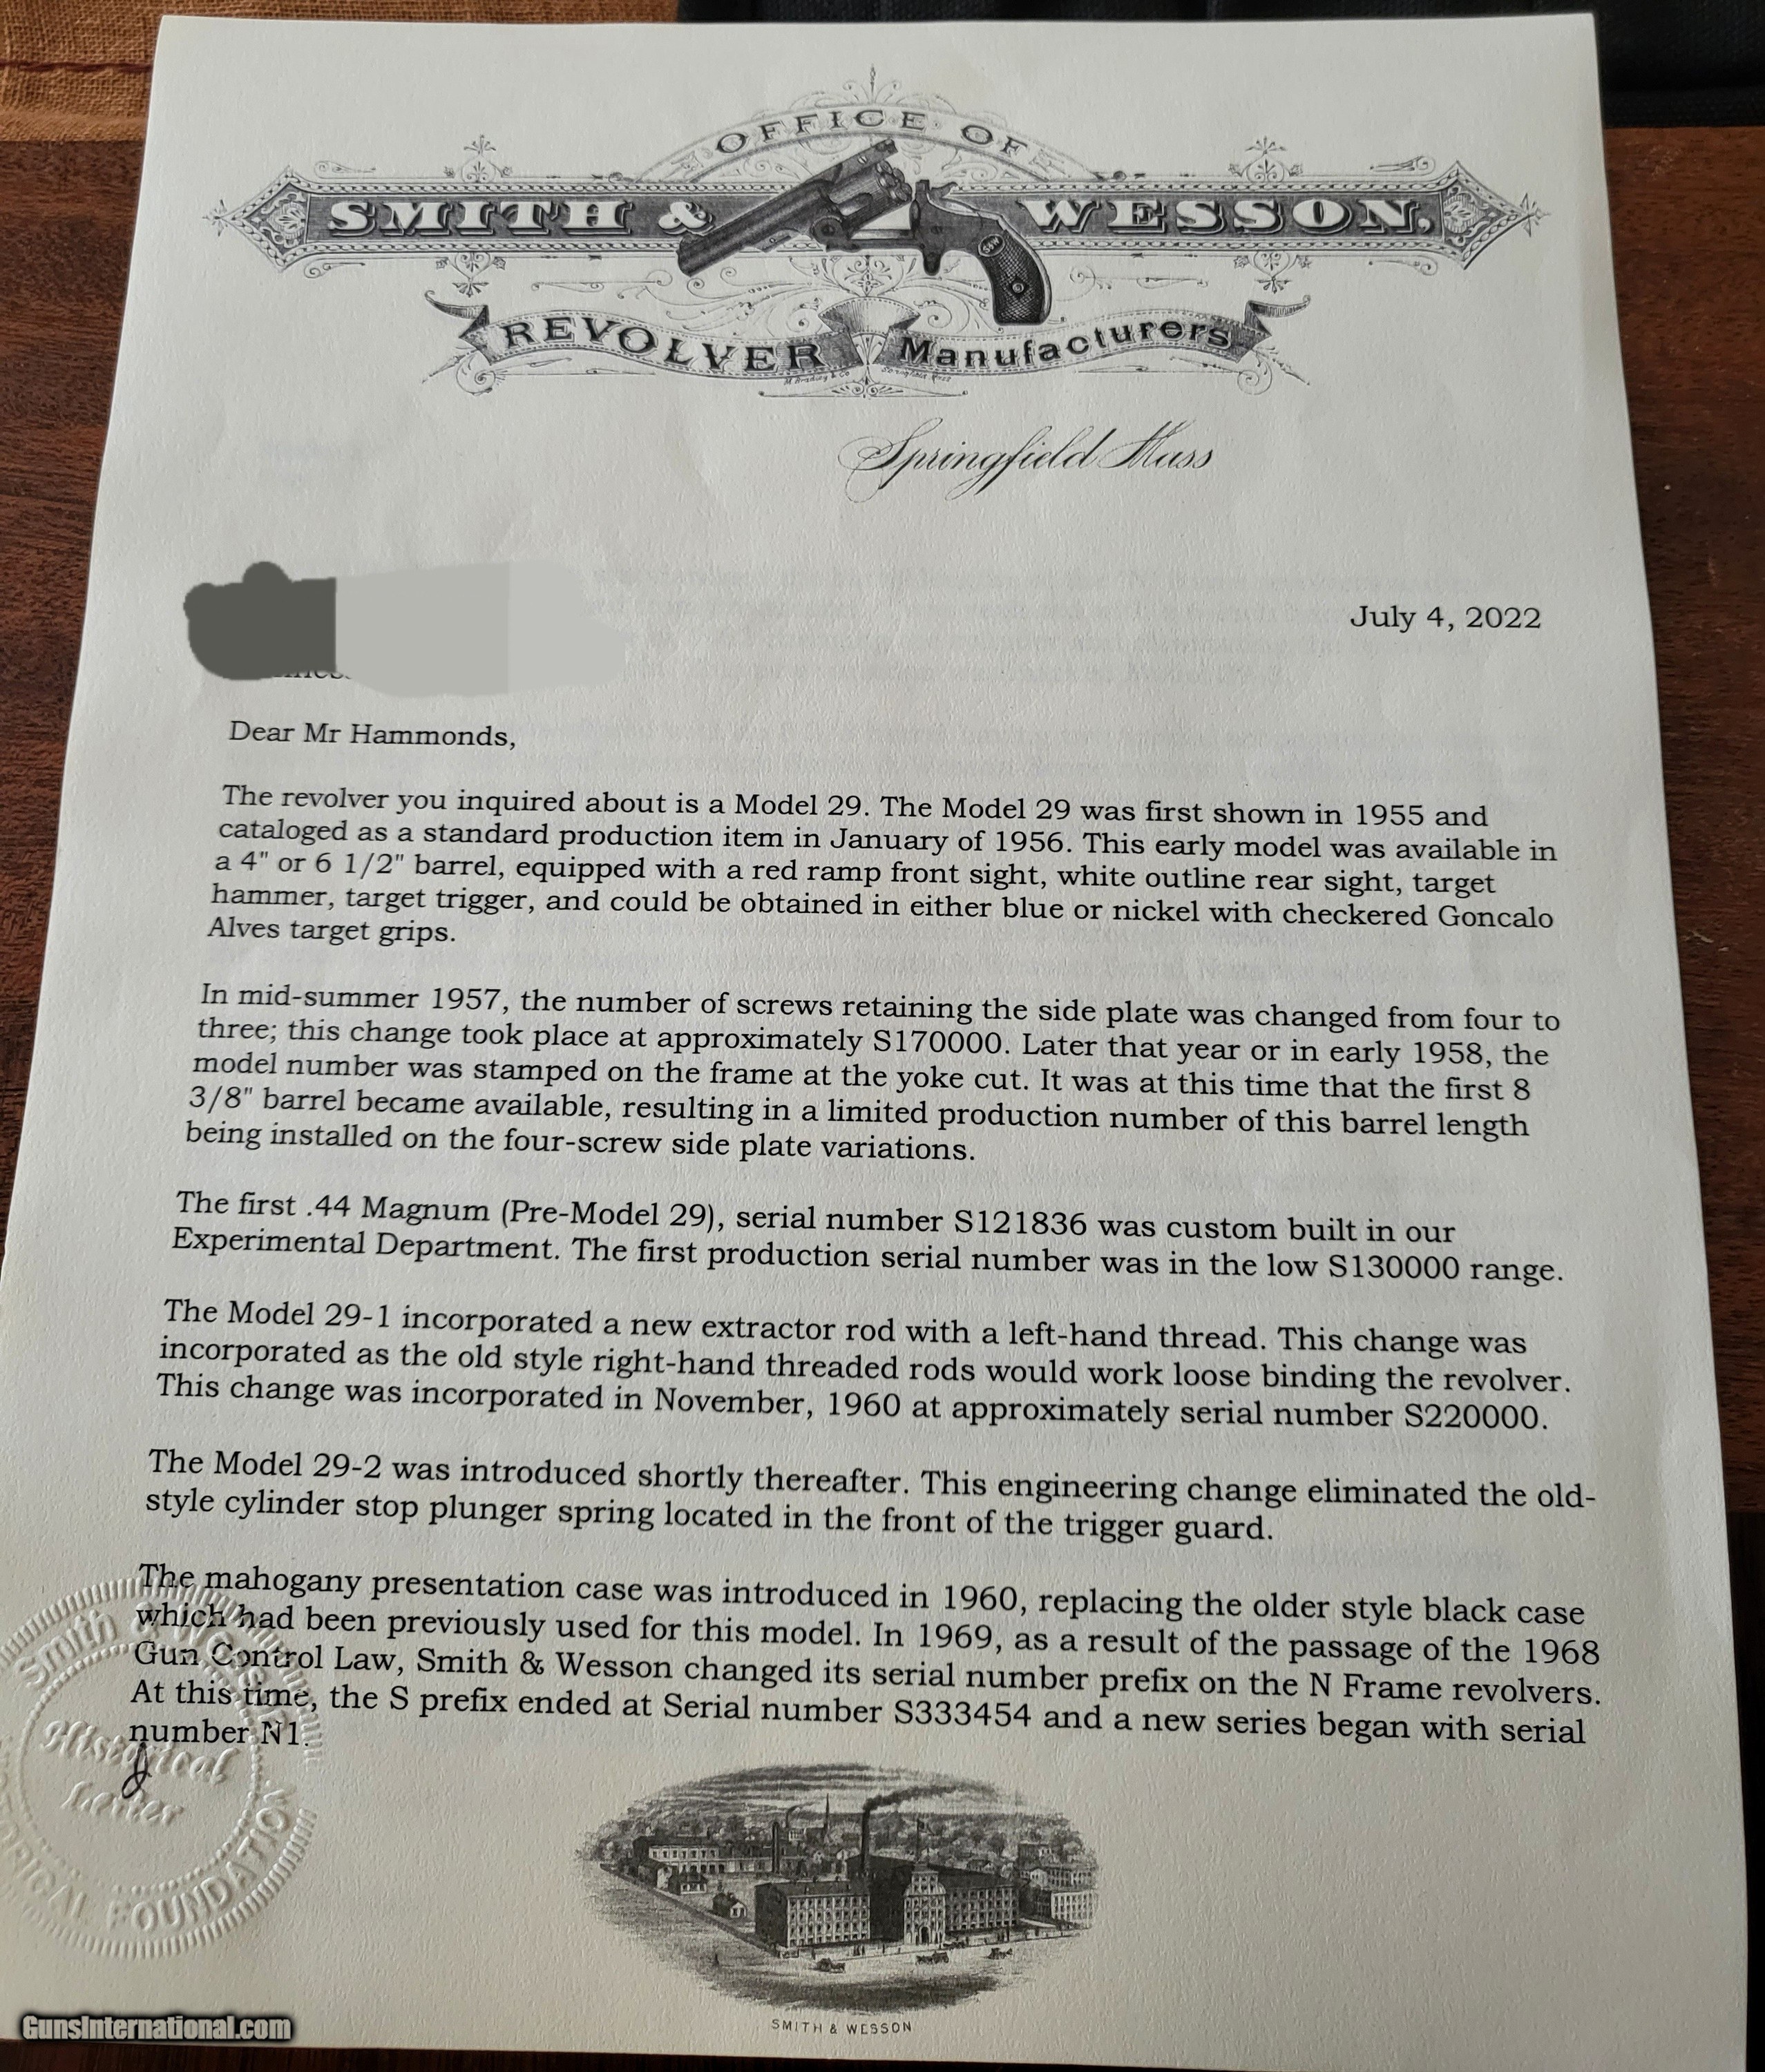 OFFICE OF
SMITH & WESSON.
REVOLVER Manufacturers
Springfield Mass
July 4, 2022
Dear Mr Hammonds,
The revolver you inquired about is a Model 29. The Model 29 was first shown in 1955 and
cataloged as a standard production item in January of 1956. This early model was available in
a 4" or 6 1/2" barrel, equipped with a red ramp front sight, white outline rear sight, target
hammer, target trigger, and could be obtained in either blue or nickel with checkered Goncalo
Alves target grips.
In mid-summer 1957, the number of screws retaining the side plate was changed from four to
three; this change took place at approximately S170000. Later that year or in early 1958, the
model number was stamped on the frame at the yoke cut. It was at this time that the first 8
3/8" barrel became available, resulting in a limited production number of this barrel length
being installed on the four-screw side plate variations.
The first .44 Magnum (Pre-Model 29), serial number S121836 was custom built in our
Experimental Department. The first production serial number was in the low S130000 range.
The Model 29-1 incorporated a new extractor rod with a left-hand thread. This change was
incorporated as the old style right-hand threaded rods would work loose binding the revolver.
This change was incorporated in November, 1960 at approximately serial number S220000.
The Model 29-2 was introduced shortly thereafter. This engineering change eliminated the old-
style cylinder stop plunger spring located in the front of the trigger guard.
The mahogany presentation case was introduced in 1960, replacing the older style black case
which had been previously used for this model. In 1969, as a result of the passage of the 1968
Gun Control Law, Smith & Wesson changed its serial number prefix on the N Frame revolvers.
At this time, the S prefix ended at Serial number S333454 and a new series began with serial
number N1.
Smith &
Historical
Letter
FOUNDATION
SMITH & WESSON
GunsInternational.com